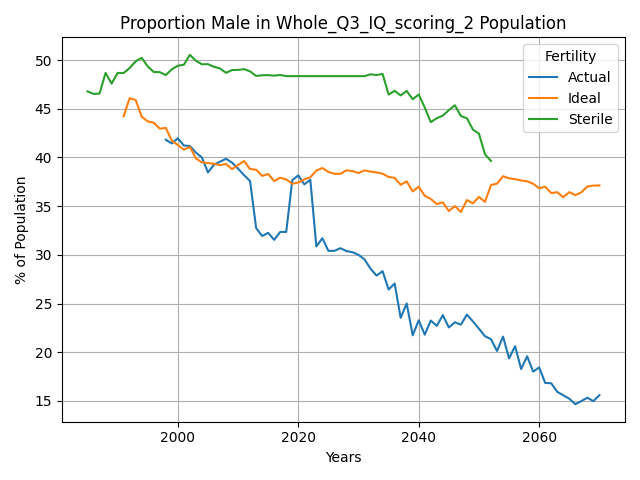 Proportion Male in Whole_Q3_IQ_scoring_2 Population
Fertility
Actual
Ideal
Sterile
% of Population
50
45
40
35
30
25
20
15
2000
2020
2040
2060
Years